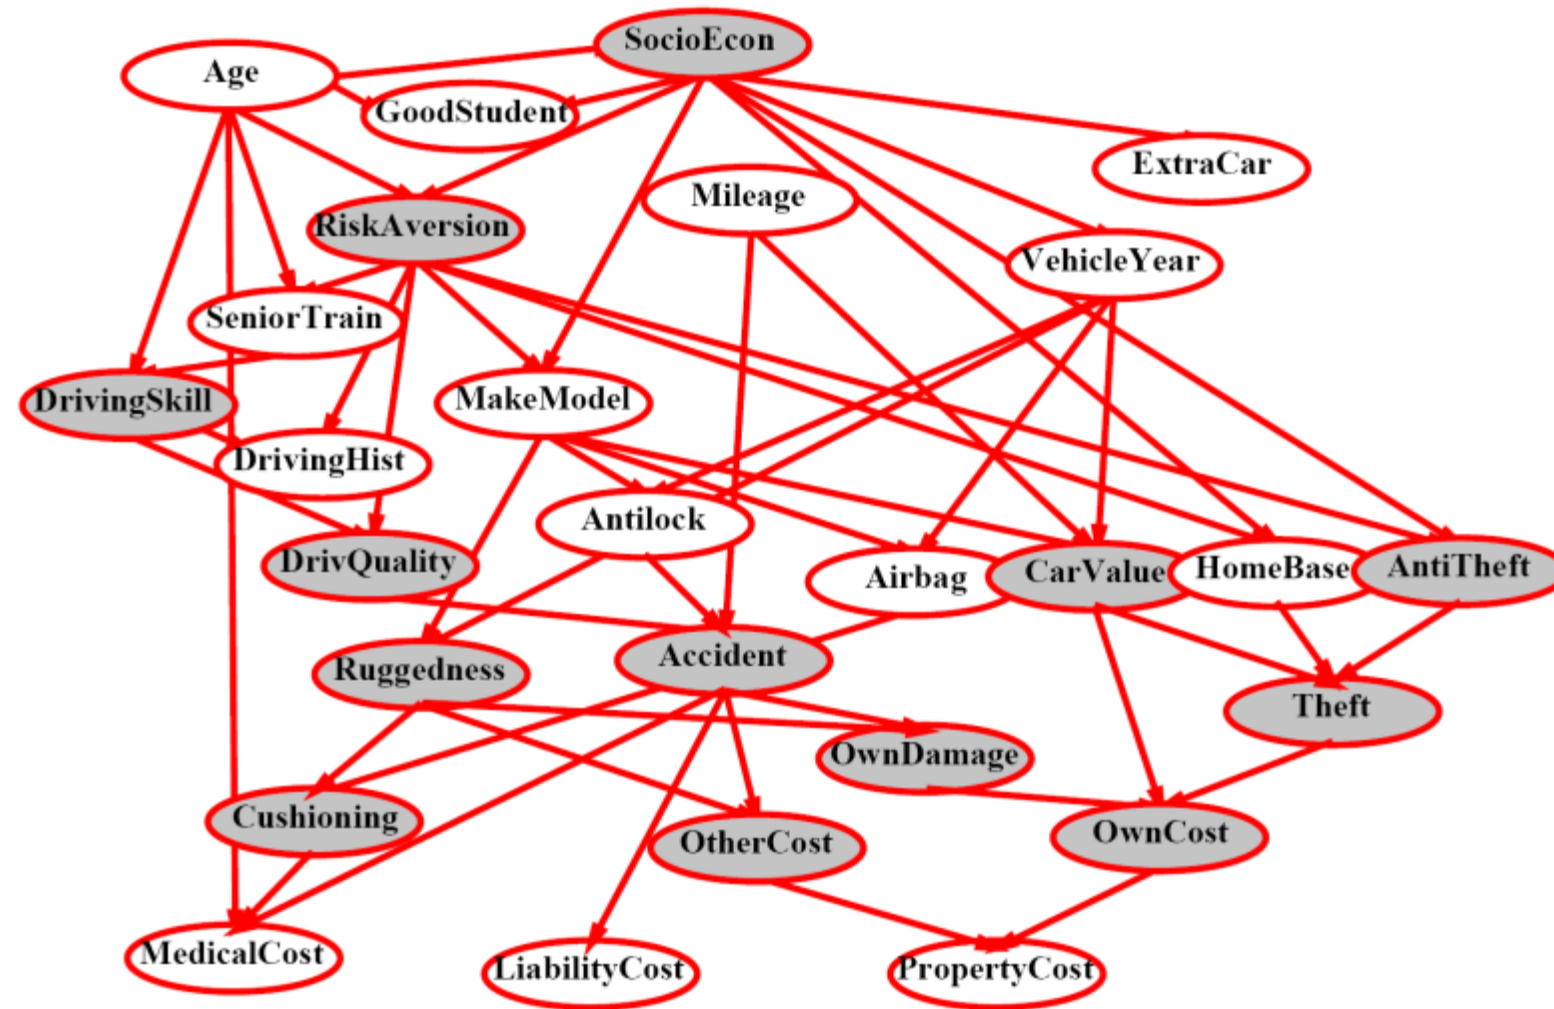 SocioEcon
Age
GoodStudent
ExtraCar
Mileage
RiskAversion
VehicleYear
SeniorTrain
DrivingSkill
MakeModel
DrivingHist
Antilock
DrivQuality
Airbag
CarValue
HomeBase
AntiTheft
Ruggedness
Accident
Theft
OwnDamage
Cushioning
OtherCost
OwnCost
MedicalCost
LiabilityCost
PropertyCost